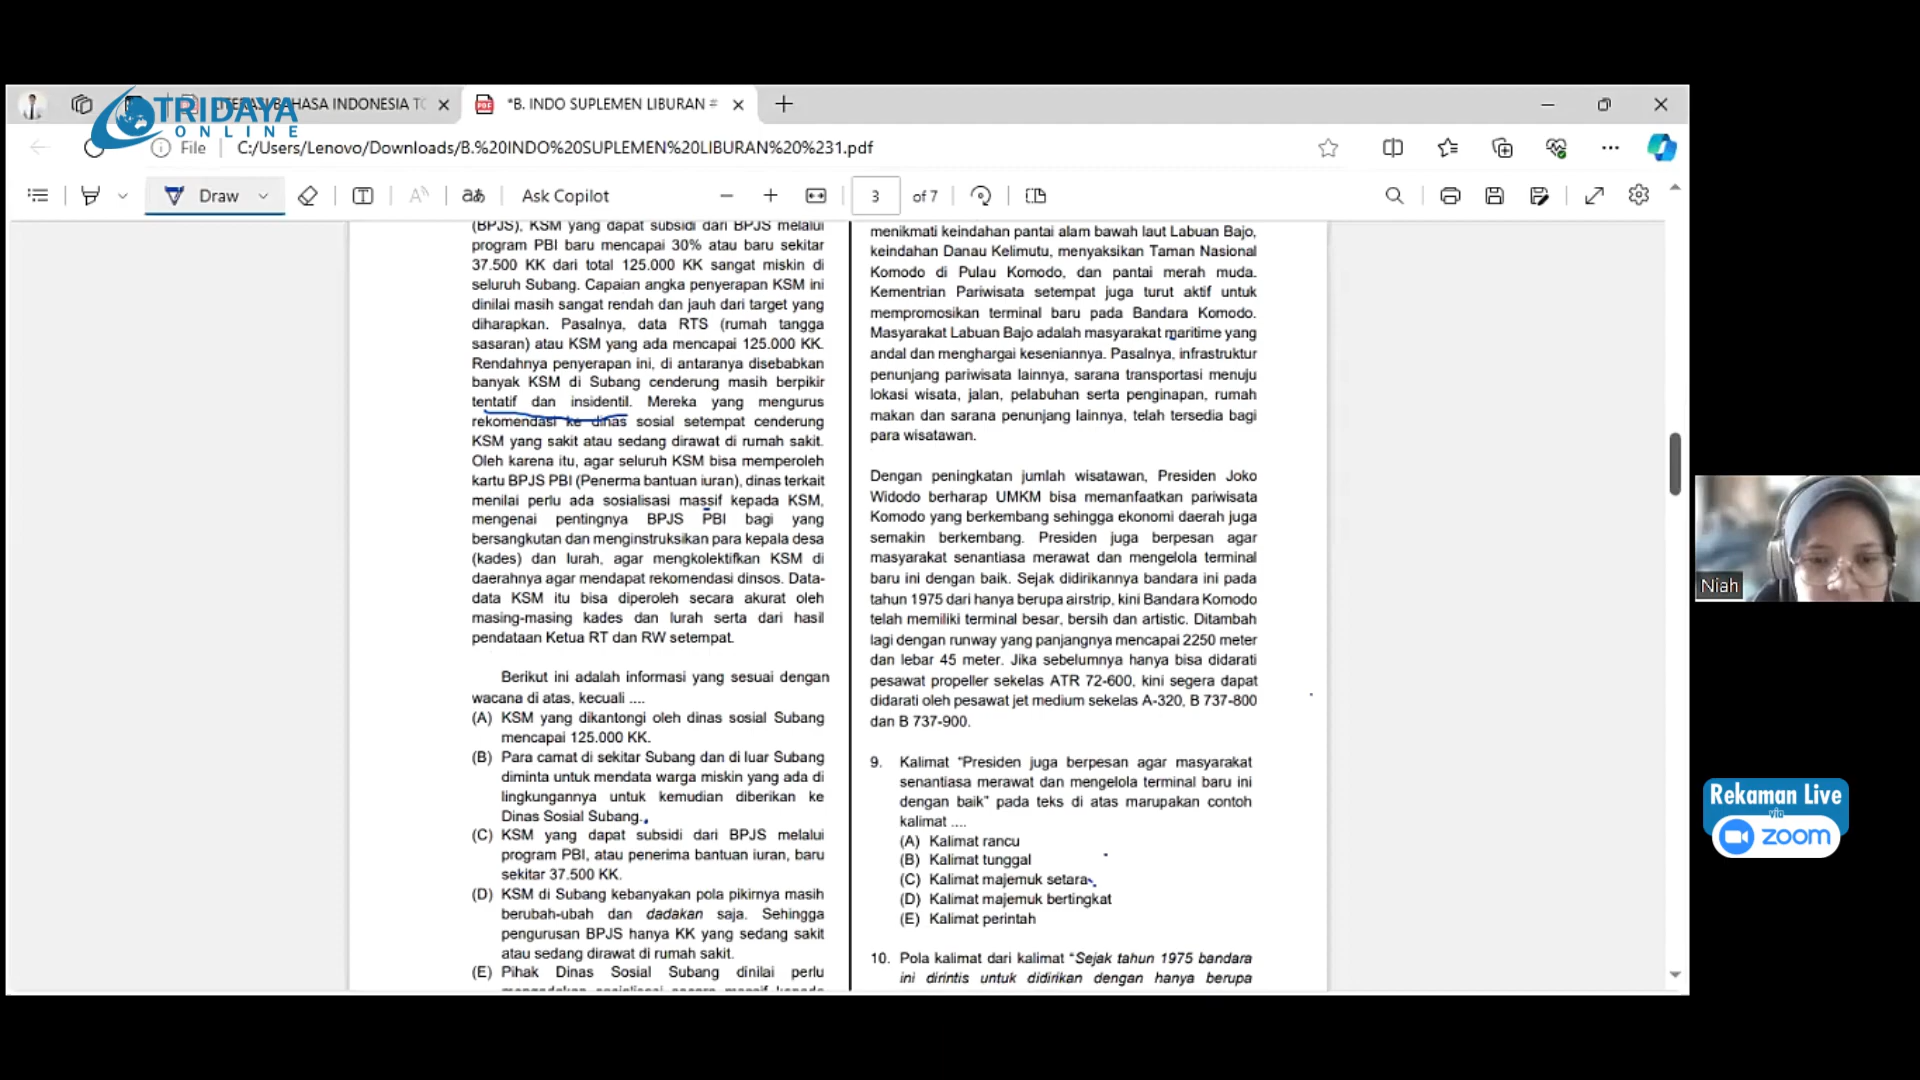 LITERASI BAHASA INDONESIA TO
*B. INDO SUPLEMEN LIBURAN #
TRIDAYA
ONLINE
File
C:/Users/Lenovo/Downloads/B.%20INDO%20SUPLEMEN%20LIBURAN%20%231.pdf
Draw
Ask Copilot
3 of 7
(BPJS), KSM yang dapat subsidi dari BPJS melalui
program PBI baru mencapai 30% atau baru sekitar
37.500 KK dari total 125.000 KK sangat miskin di
seluruh Subang. Capaian angka penyerapan KSM ini
dinilai masih sangat rendah dan jauh dari target yang
diharapkan. Pasalnya, data RTS (rumah tangga
sasaran) atau KSM yang ada mencapai 125.000 KK.
Rendahnya penyerapan ini, di antaranya disebabkan
banyak KSM di Subang cenderung masih berpikir
tentatif dan insidentil. Mereka yang mengurus
rekomendasi ke dinas sosial setempat cenderung
KSM yang sakit atau sedang dirawat di rumah sakit.
Oleh karena itu, agar seluruh KSM bisa memperoleh
kartu BPJS PBI (Penerma bantuan iuran), dinas terkait
menilai perlu ada sosialisasi massif kepada KSM,
mengenai pentingnya BPJS PBI bagi yang
bersangkutan dan menginstruksikan para kepala desa
(kades) dan lurah, agar mengkolektifkan KSM di
daerahnya agar mendapat rekomendasi dinsos. Data-
data KSM itu bisa diperoleh secara akurat oleh
masing-masing kades dan lurah serta dari hasil
pendataan Ketua RT dan RW setempat.
Berikut ini adalah informasi yang sesuai dengan
wacana di atas, kecuali ....
(A) KSM yang dikantongi oleh dinas sosial Subang
mencapai 125.000 KK.
(B) Para camat di sekitar Subang dan di luar Subang
diminta untuk mendata warga miskin yang ada di
lingkungannya untuk kemudian diberikan ke
Dinas Sosial Subang.
(C) KSM yang dapat subsidi dari BPJS melalui
program PBI, atau penerima bantuan iuran, baru
sekitar 37.500 KK.
(D) KSM di Subang kebanyakan pola pikirnya masih
berubah-ubah dan dadakan saja. Sehingga
pengurusan BPJS hanya KK yang sedang sakit
atau sedang dirawat di rumah sakit.
(E) Pihak Dinas Sosial Subang dinilai perlu
mengadakan sosialisasi secara massif kepada
menikmati keindahan pantai alam bawah laut Labuan Bajo,
keindahan Danau Kelimutu, menyaksikan Taman Nasional
Komodo di Pulau Komodo, dan pantai merah muda.
Kementrian Pariwisata setempat juga turut aktif untuk
mempromosikan terminal baru pada Bandara Komodo.
Masyarakat Labuan Bajo adalah masyarakat maritime yang
andal dan menghargai keseniannya. Pasalnya, infrastruktur
penunjang pariwisata lainnya, sarana transportasi menuju
lokasi wisata, jalan, pelabuhan serta penginapan, rumah
makan dan sarana penunjang lainnya, telah tersedia bagi
para wisatawan.
Dengan peningkatan jumlah wisatawan, Presiden Joko
Widodo berharap UMKM bisa memanfaatkan pariwisata
Komodo yang berkembang sehingga ekonomi daerah juga
semakin berkembang. Presiden juga berpesan agar
masyarakat senantiasa merawat dan mengelola terminal
baru ini dengan baik. Sejak didirikannya bandara ini pada
tahun 1975 dari hanya berupa airstrip, kini Bandara Komodo
telah memiliki terminal besar, bersih dan artistic. Ditambah
lagi dengan runway yang panjangnya mencapai 2250 meter
dan lebar 45 meter. Jika sebelumnya hanya bisa didarati
pesawat propeller sekelas ATR 72-600, kini segera dapat
didarati oleh pesawat jet medium sekelas A-320, B 737-800
dan B 737-900.
9. Kalimat "Presiden juga berpesan agar masyarakat
senantiasa merawat dan mengelola terminal baru ini
dengan baik" pada teks di atas marupakan contoh
kalimat ....
(A) Kalimat rancu
(B) Kalimat tunggal
(C) Kalimat majemuk setara
(D) Kalimat majemuk bertingkat
(E) Kalimat perintah
10. Pola kalimat dari kalimat "Sejak tahun 1975 bandara
ini dirintis untuk didirikan dengan hanya berupa
Niah
Rekaman Live
via
zoom